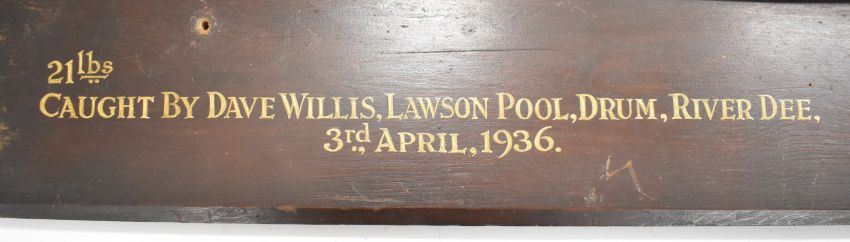 21lbs
CAUGHT BY DAVE WILLIS, LAWSON POOL, DRUM, RIVER DEE,
3rd., APRIL, 1936.